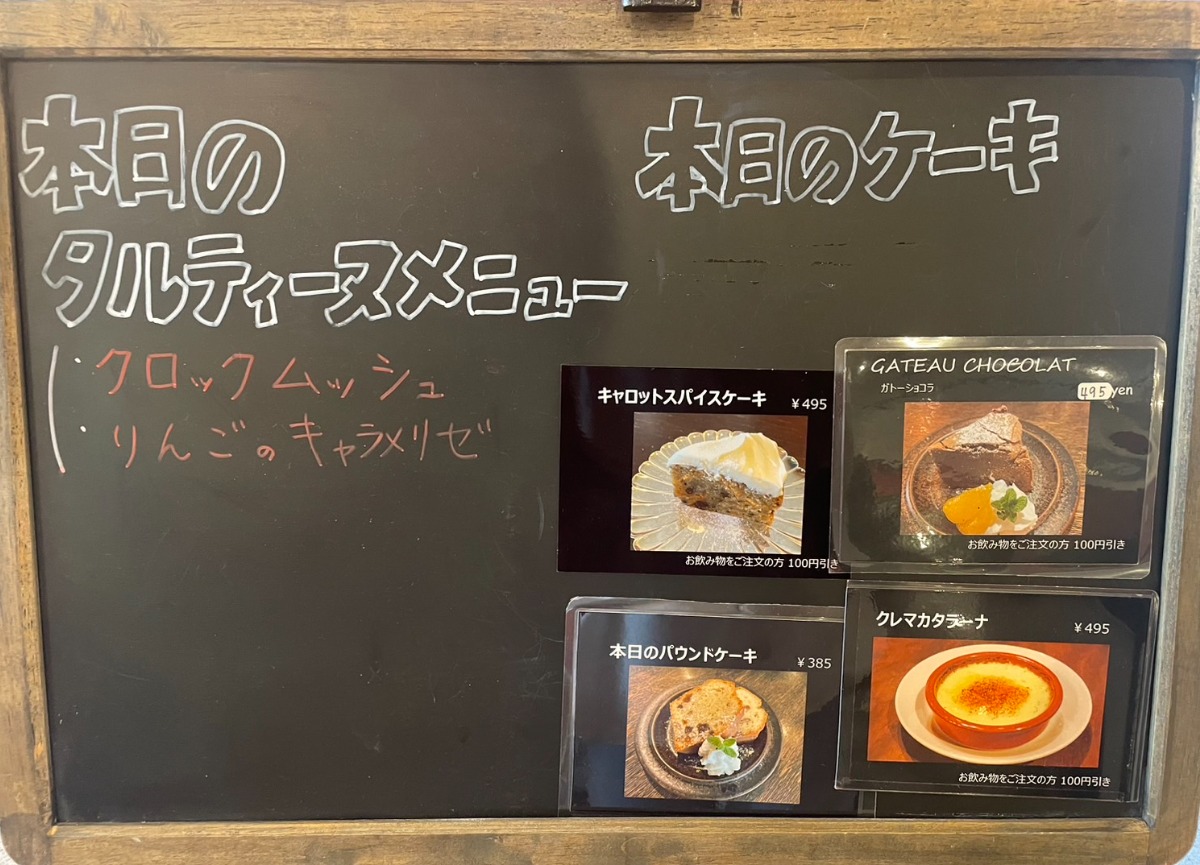 本日の
タルティーヌメニュー
・クロックムッシュ
・りんごのキャラメリゼ
本日のケーキ
キャロットスパイスケーキ ¥495
お飲み物をご注文の方 100円引き
GATEAU CHOCOLAT
ガトーショコラ 495yen
お飲み物をご注文の方 100円引き
本日のパウンドケーキ ¥385
クレマカタラーナ ¥495
お飲み物をご注文の方 100円引き